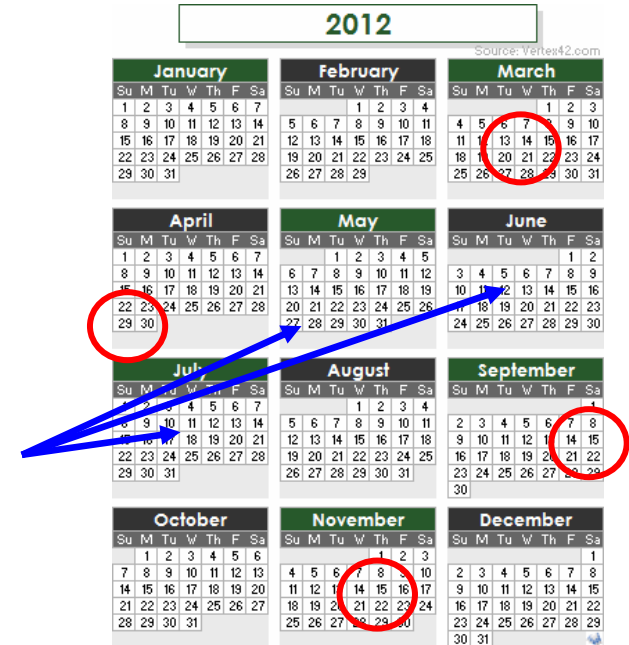 2012
Source: Vertex42.com
January
Su M Tu W Th F Sa
1 2 3 4 5 6 7
8 9 10 11 12 13 14
15 16 17 18 19 20 21
22 23 24 25 26 27 28
29 30 31
February
Su M Tu W Th F Sa
1 2 3 4
5 6 7 8 9 10 11
12 13 14 15 16 17 18
19 20 21 22 23 24 25
26 27 28 29
March
Su M Tu W Th F Sa
1 2 3
4 5 6 7 8 9 10
11 12 13 14 15 16 17
18 19 20 21 22 23 24
25 26 27 28 29 30 31
April
Su M Tu W Th F Sa
1 2 3 4 5 6 7
8 9 10 11 12 13 14
15 16 17 18 19 20 21
22 23 24 25 26 27 28
29 30
May
Su M Tu W Th F Sa
1 2 3 4 5
6 7 8 9 10 11 12
13 14 15 16 17 18 19
20 21 22 23 24 25 26
27 28 29 30 31
June
Su M Tu W Th F Sa
1 2
3 4 5 6 7 8 9
10 11 12 13 14 15 16
17 18 19 20 21 22 23
24 25 26 27 28 29 30
July
Su M Tu W Th F Sa
1 2 3 4 5 6 7
8 9 10 11 12 13 14
15 16 17 18 19 20 21
22 23 24 25 26 27 28
29 30 31
August
Su M Tu W Th F Sa
1 2 3 4
5 6 7 8 9 10 11
12 13 14 15 16 17 18
19 20 21 22 23 24 25
26 27 28 29 30 31
September
Su M Tu W Th F Sa
1
2 3 4 5 6 7 8
9 10 11 12 13 14 15
16 17 18 19 20 21 22
23 24 25 26 27 28 29
30
October
Su M Tu W Th F Sa
1 2 3 4 5 6
7 8 9 10 11 12 13
14 15 16 17 18 19 20
21 22 23 24 25 26 27
28 29 30 31
November
Su M Tu W Th F Sa
1 2 3
4 5 6 7 8 9 10
11 12 13 14 15 16 17
18 19 20 21 22 23 24
25 26 27 28 29 30
December
Su M Tu W Th F Sa
1
2 3 4 5 6 7 8
9 10 11 12 13 14 15
16 17 18 19 20 21 22
23 24 25 26 27 28 29
30 31